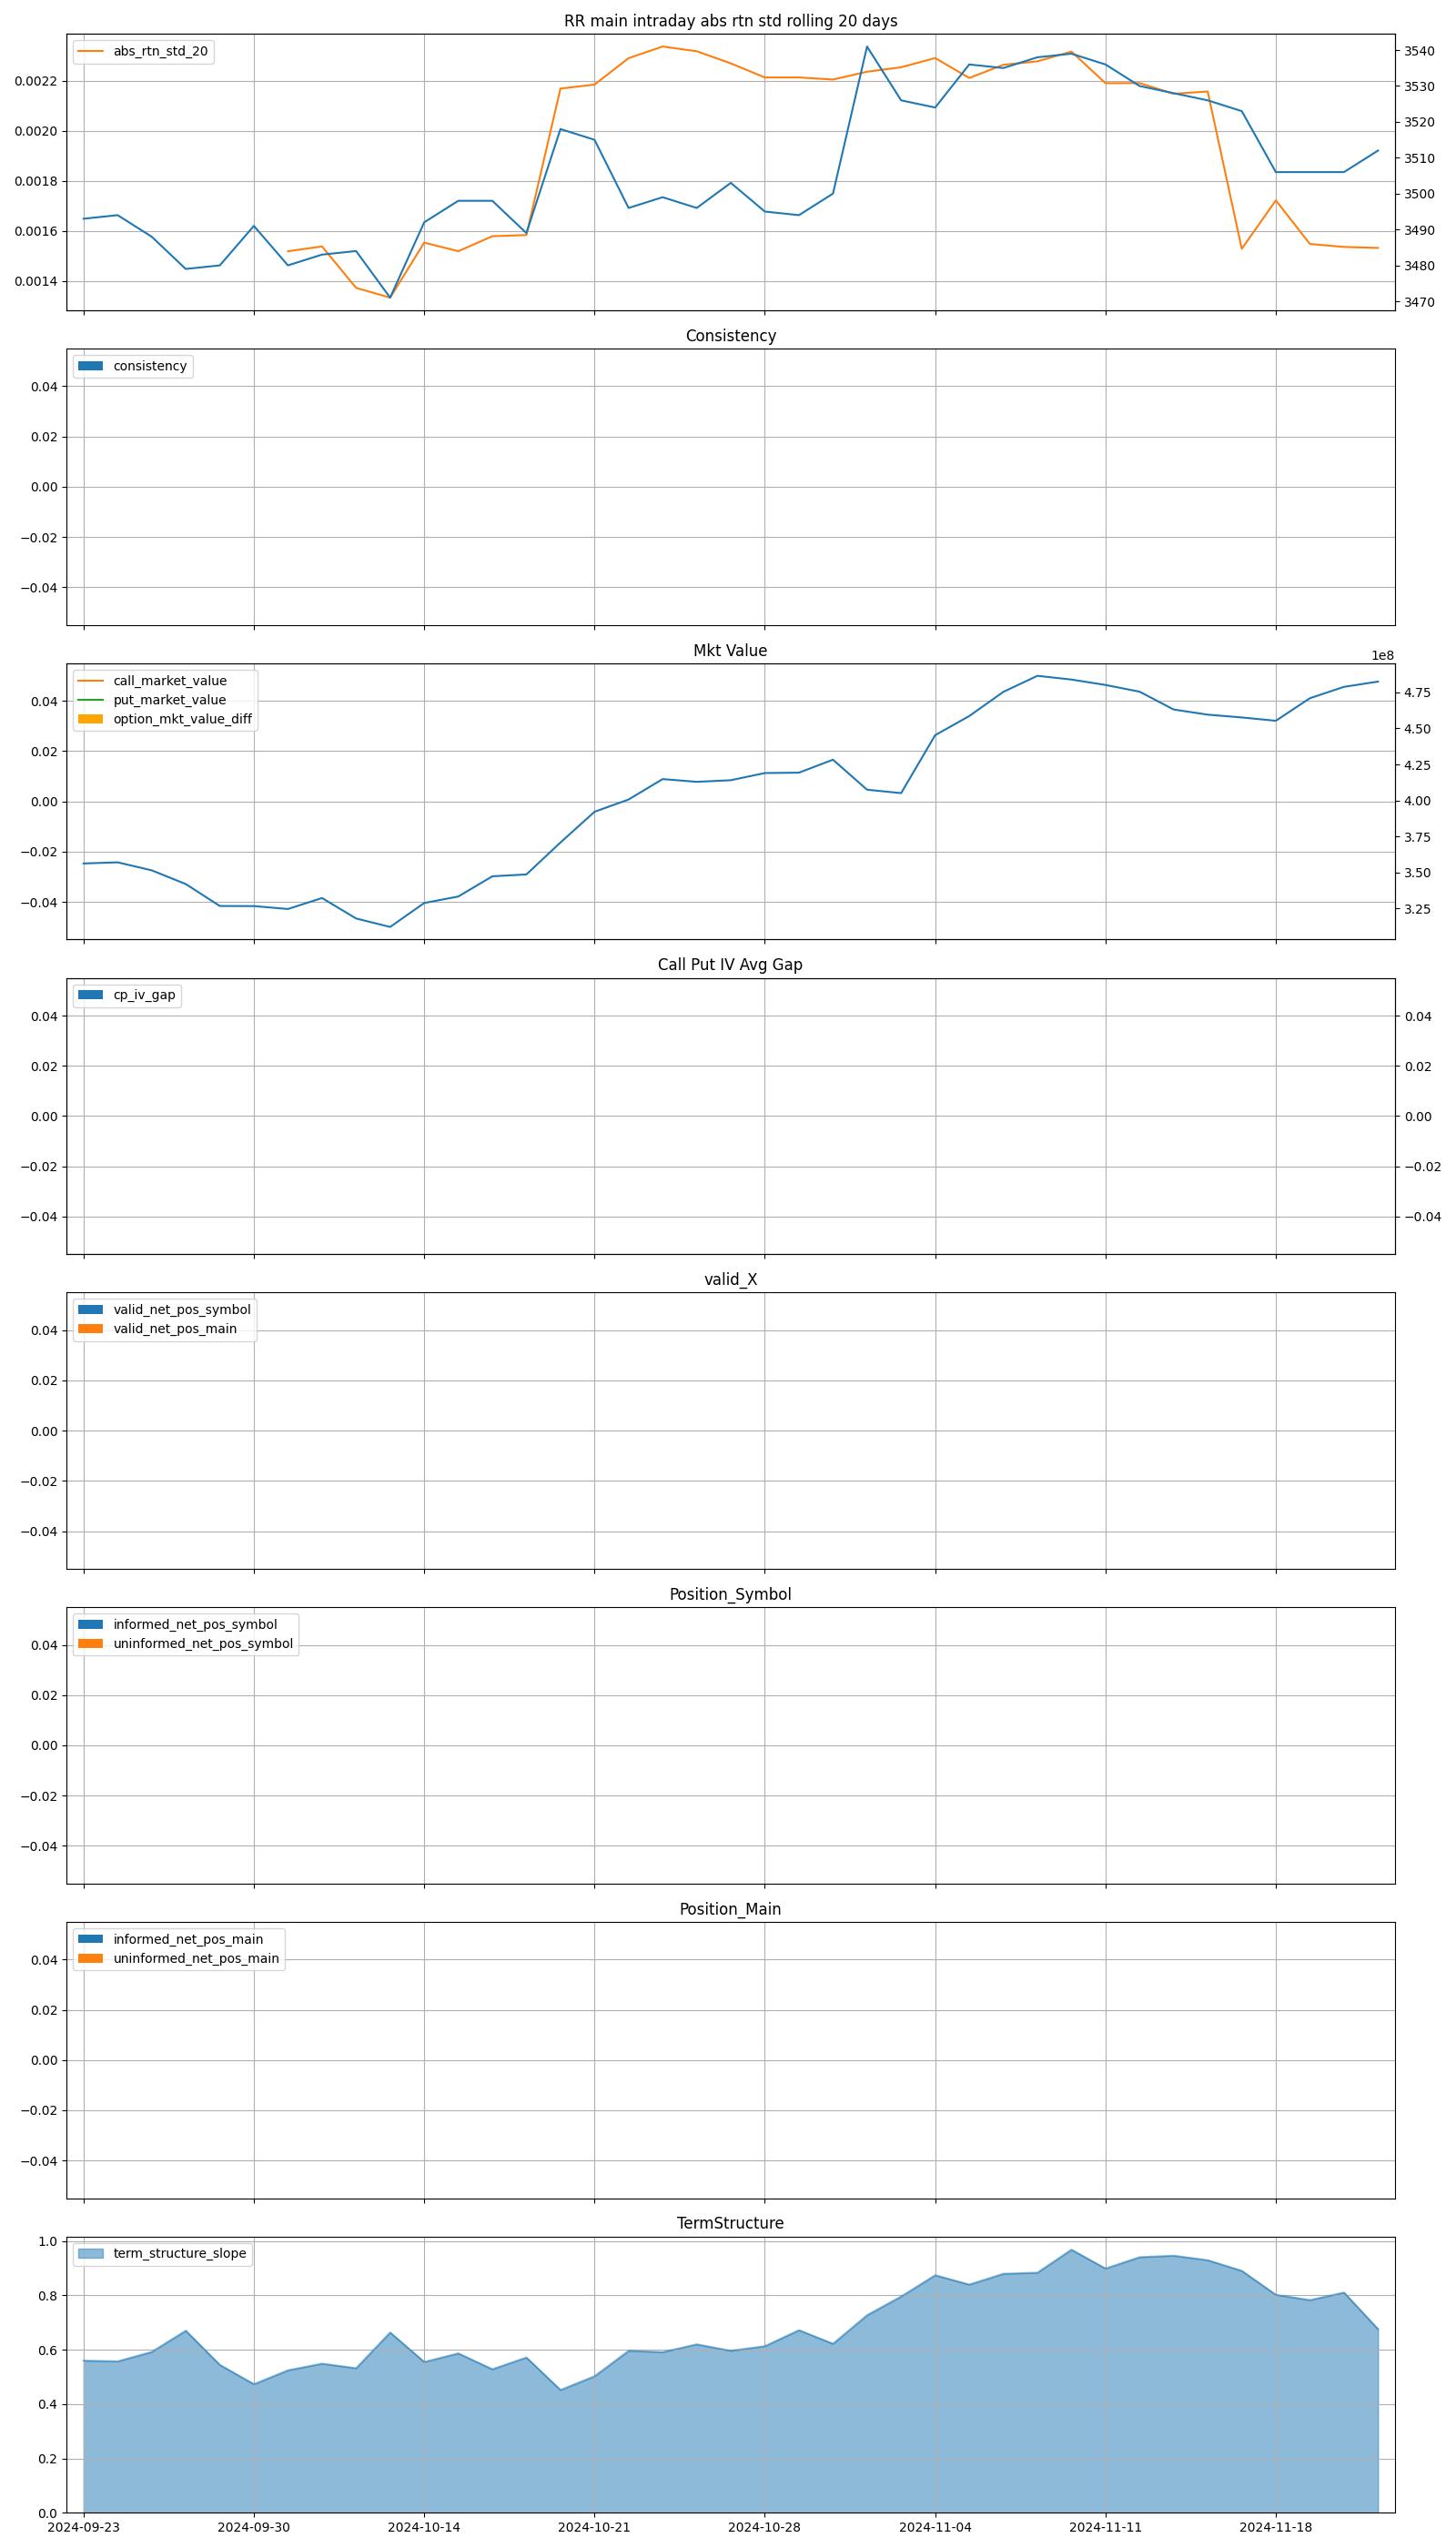 RR main intraday abs rtn std rolling 20 days
abs_rtn_std_20
0.0022
0.0020
0.0018
0.0016
0.0014
3540
3530
3520
3510
3500
3490
3480
3470
Consistency
consistency
0.04
0.02
0.00
−0.02
−0.04
Mkt Value
1e8
call_market_value
put_market_value
option_mkt_value_diff
0.04
0.02
0.00
−0.02
−0.04
4.75
4.50
4.25
4.00
3.75
3.50
3.25
Call Put IV Avg Gap
cp_iv_gap
0.04
0.02
0.00
−0.02
−0.04
0.04
0.02
0.00
−0.02
−0.04
valid_X
valid_net_pos_symbol
valid_net_pos_main
0.04
0.02
0.00
−0.02
−0.04
Position_Symbol
informed_net_pos_symbol
uninformed_net_pos_symbol
0.04
0.02
0.00
−0.02
−0.04
Position_Main
informed_net_pos_main
uninformed_net_pos_main
0.04
0.02
0.00
−0.02
−0.04
TermStructure
term_structure_slope
1.0
0.8
0.6
0.4
0.2
0.0
2024-09-23 2024-09-30 2024-10-14 2024-10-21 2024-10-28 2024-11-04 2024-11-11 2024-11-18